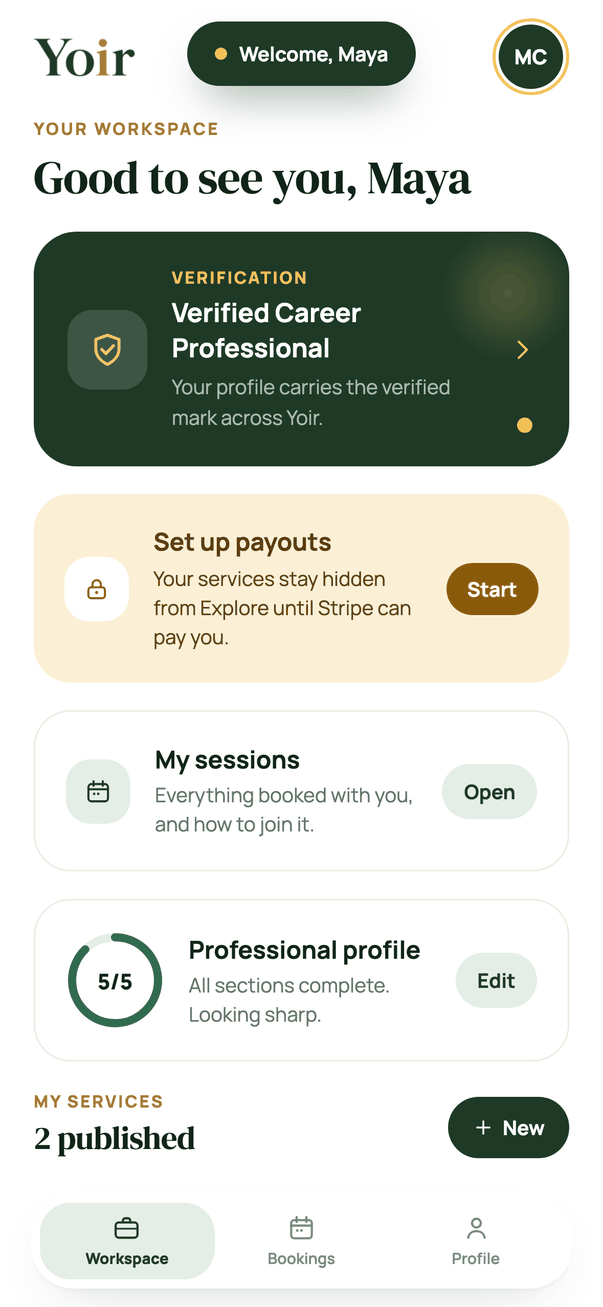 Yoir
Welcome, Maya
MC
YOUR WORKSPACE
Good to see you, Maya
VERIFICATION
Verified Career
Professional
Your profile carries the verified
mark across Yoir.
Set up payouts
Your services stay hidden
from Explore until Stripe can
pay you.
Start
My sessions
Everything booked with you,
and how to join it.
Open
5/5
Professional profile
All sections complete.
Looking sharp.
Edit
MY SERVICES
2 published
+ New
Workspace
Bookings
Profile